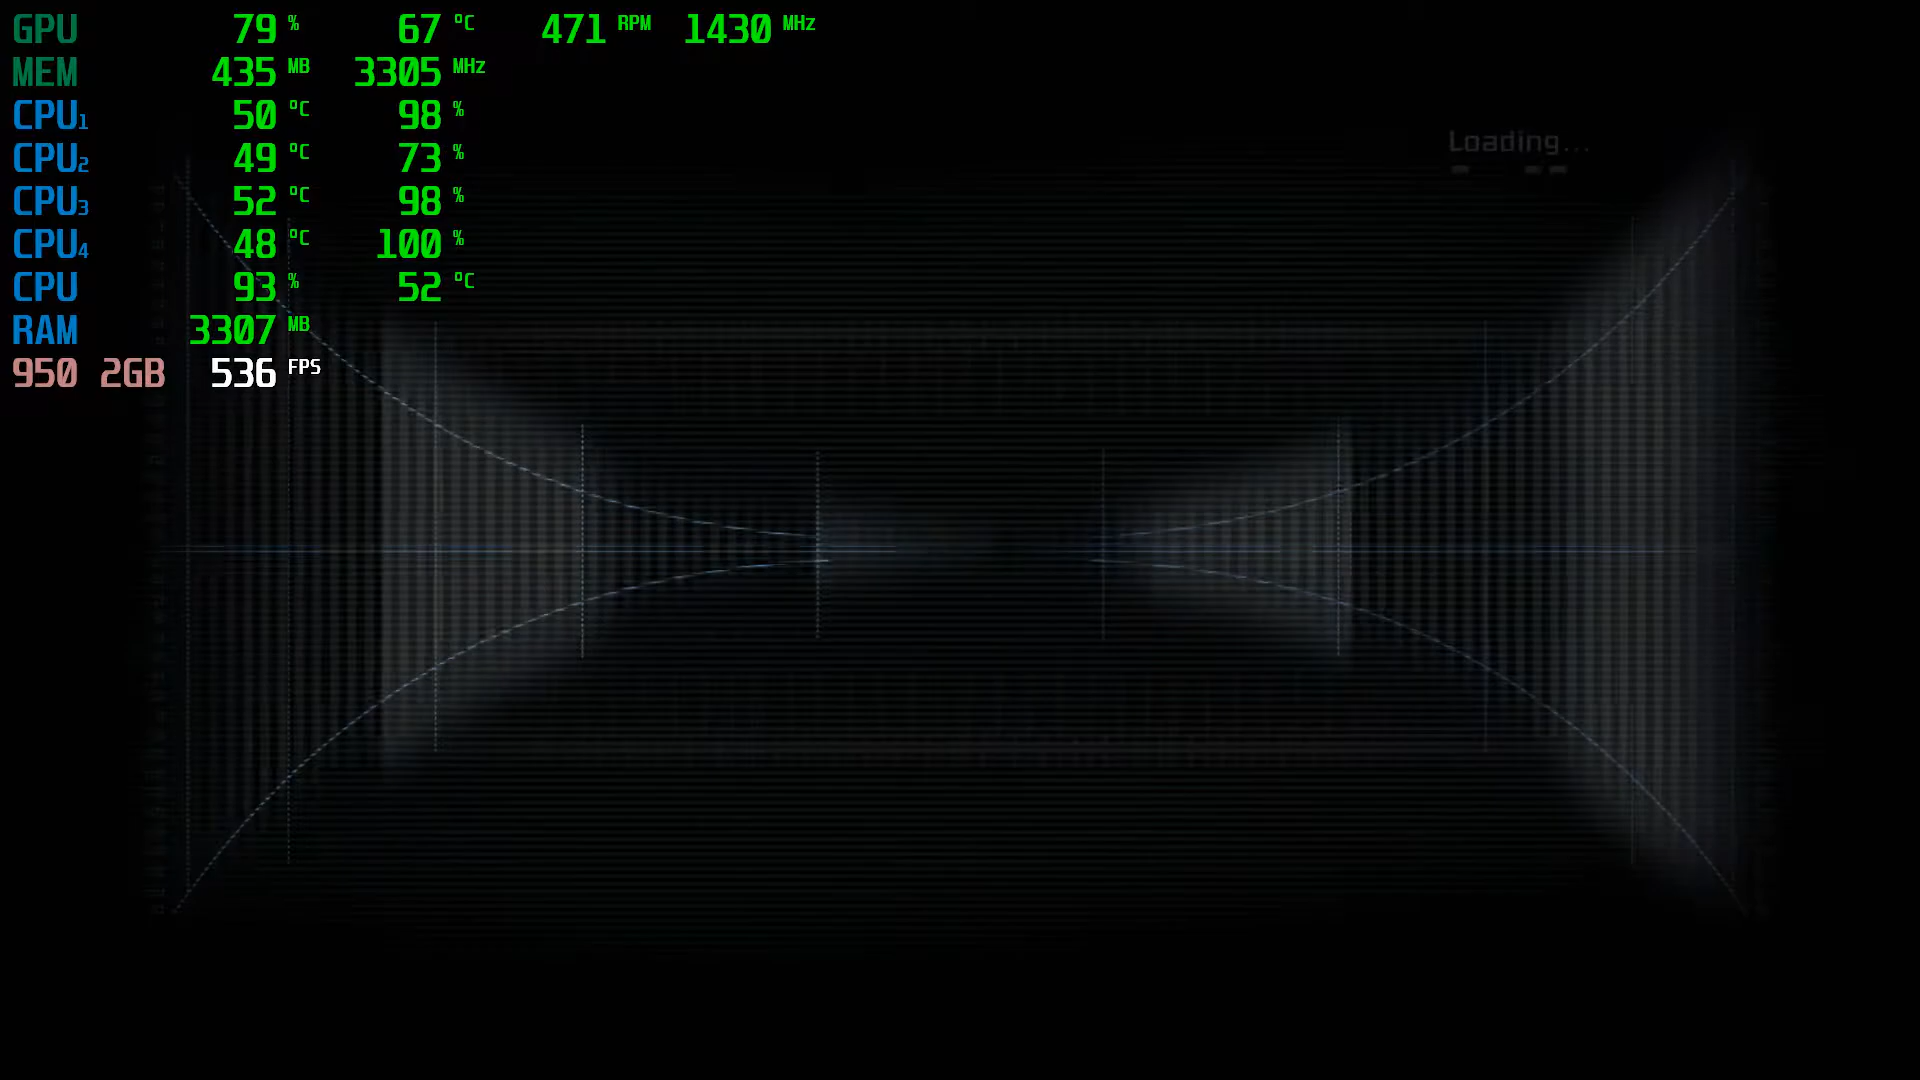 GPU 79 % 67 °C 471 RPM 1430 MHz
MEM 435 MB 3305 MHz
CPU1 50 °C 98 %
CPU2 49 °C 73 %
CPU3 52 °C 98 %
CPU4 48 °C 100 %
CPU 93 % 52 °C
RAM 3307 MB
950 2GB 536 FPS
Loading...